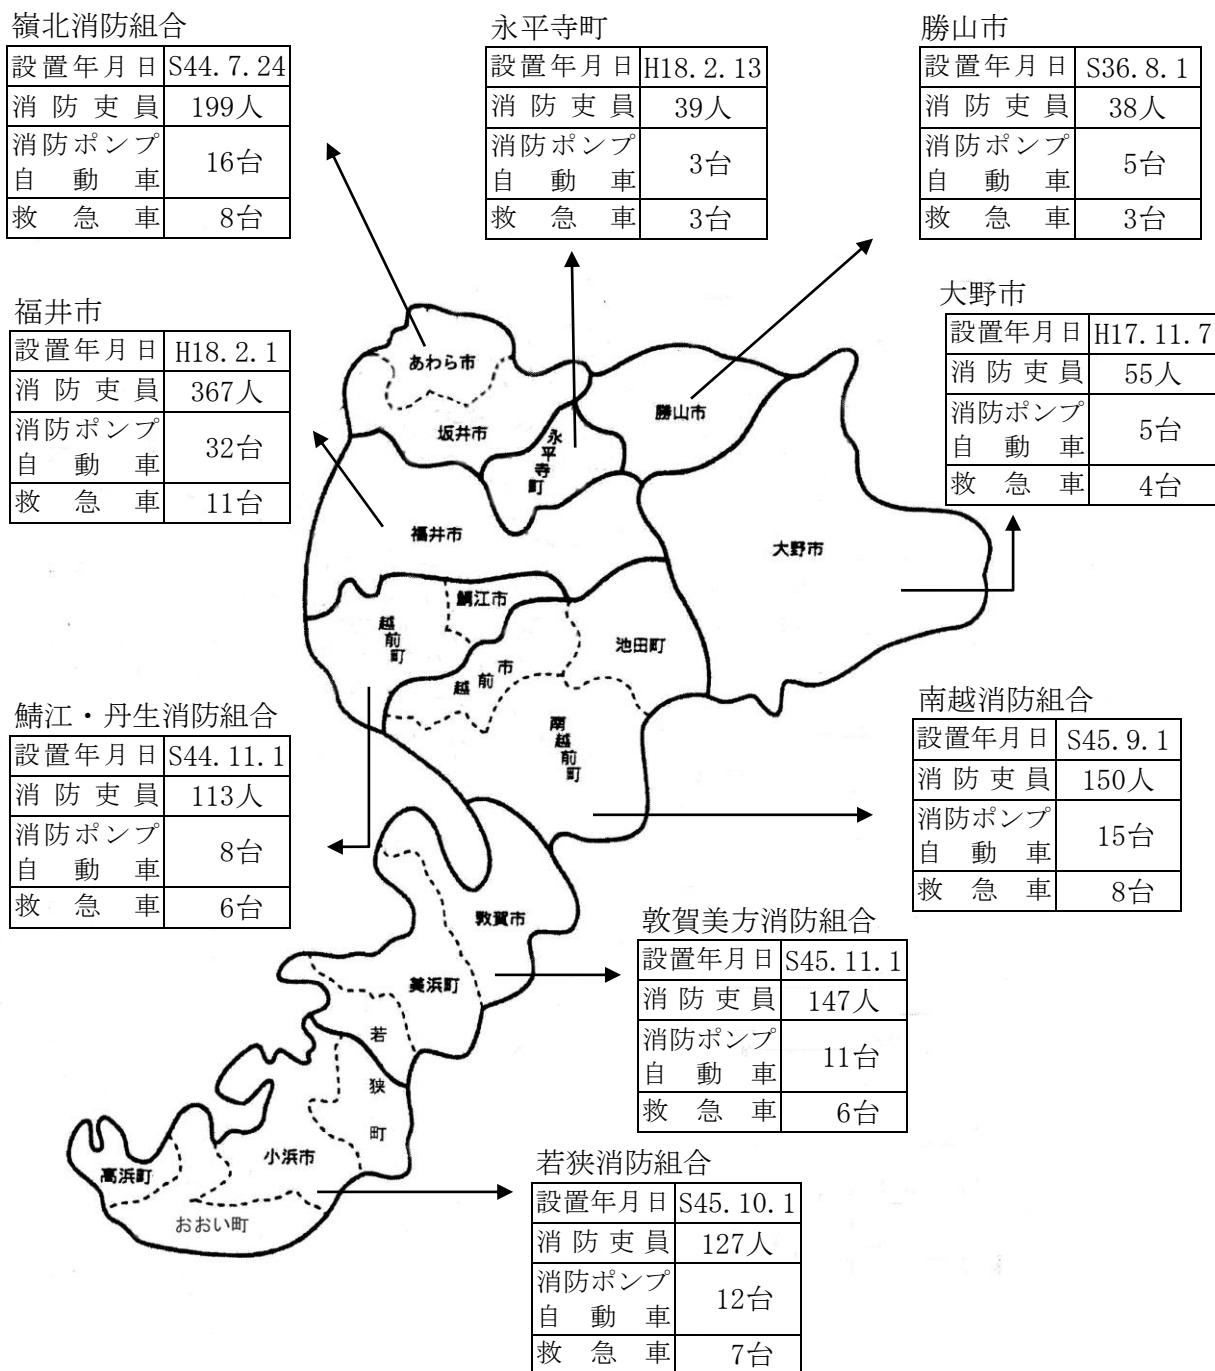 嶺北消防組合
設置年月日 S44.7.24
消防吏員 199人
消防ポンプ
自動車 16台
救急車 8台
永平寺町
設置年月日 H18.2.13
消防吏員 39人
消防ポンプ
自動車 3台
救急車 3台
勝山市
設置年月日 S36.8.1
消防吏員 38人
消防ポンプ
自動車 5台
救急車 3台
福井市
設置年月日 H18.2.1
消防吏員 367人
消防ポンプ
自動車 32台
救急車 11台
大野市
設置年月日 H17.11.7
消防吏員 55人
消防ポンプ
自動車 5台
救急車 4台
あわら市
坂井市
永平寺町
勝山市
福井市
大野市
鯖江市
越前町
越前市
池田町
南越前町
鯖江・丹生消防組合
設置年月日 S44.11.1
消防吏員 113人
消防ポンプ
自動車 8台
救急車 6台
南越消防組合
設置年月日 S45.9.1
消防吏員 150人
消防ポンプ
自動車 15台
救急車 8台
敦賀市
美浜町
若狭町
小浜市
高浜町
おおい町
敦賀美方消防組合
設置年月日 S45.11.1
消防吏員 147人
消防ポンプ
自動車 11台
救急車 6台
若狭消防組合
設置年月日 S45.10.1
消防吏員 127人
消防ポンプ
自動車 12台
救急車 7台